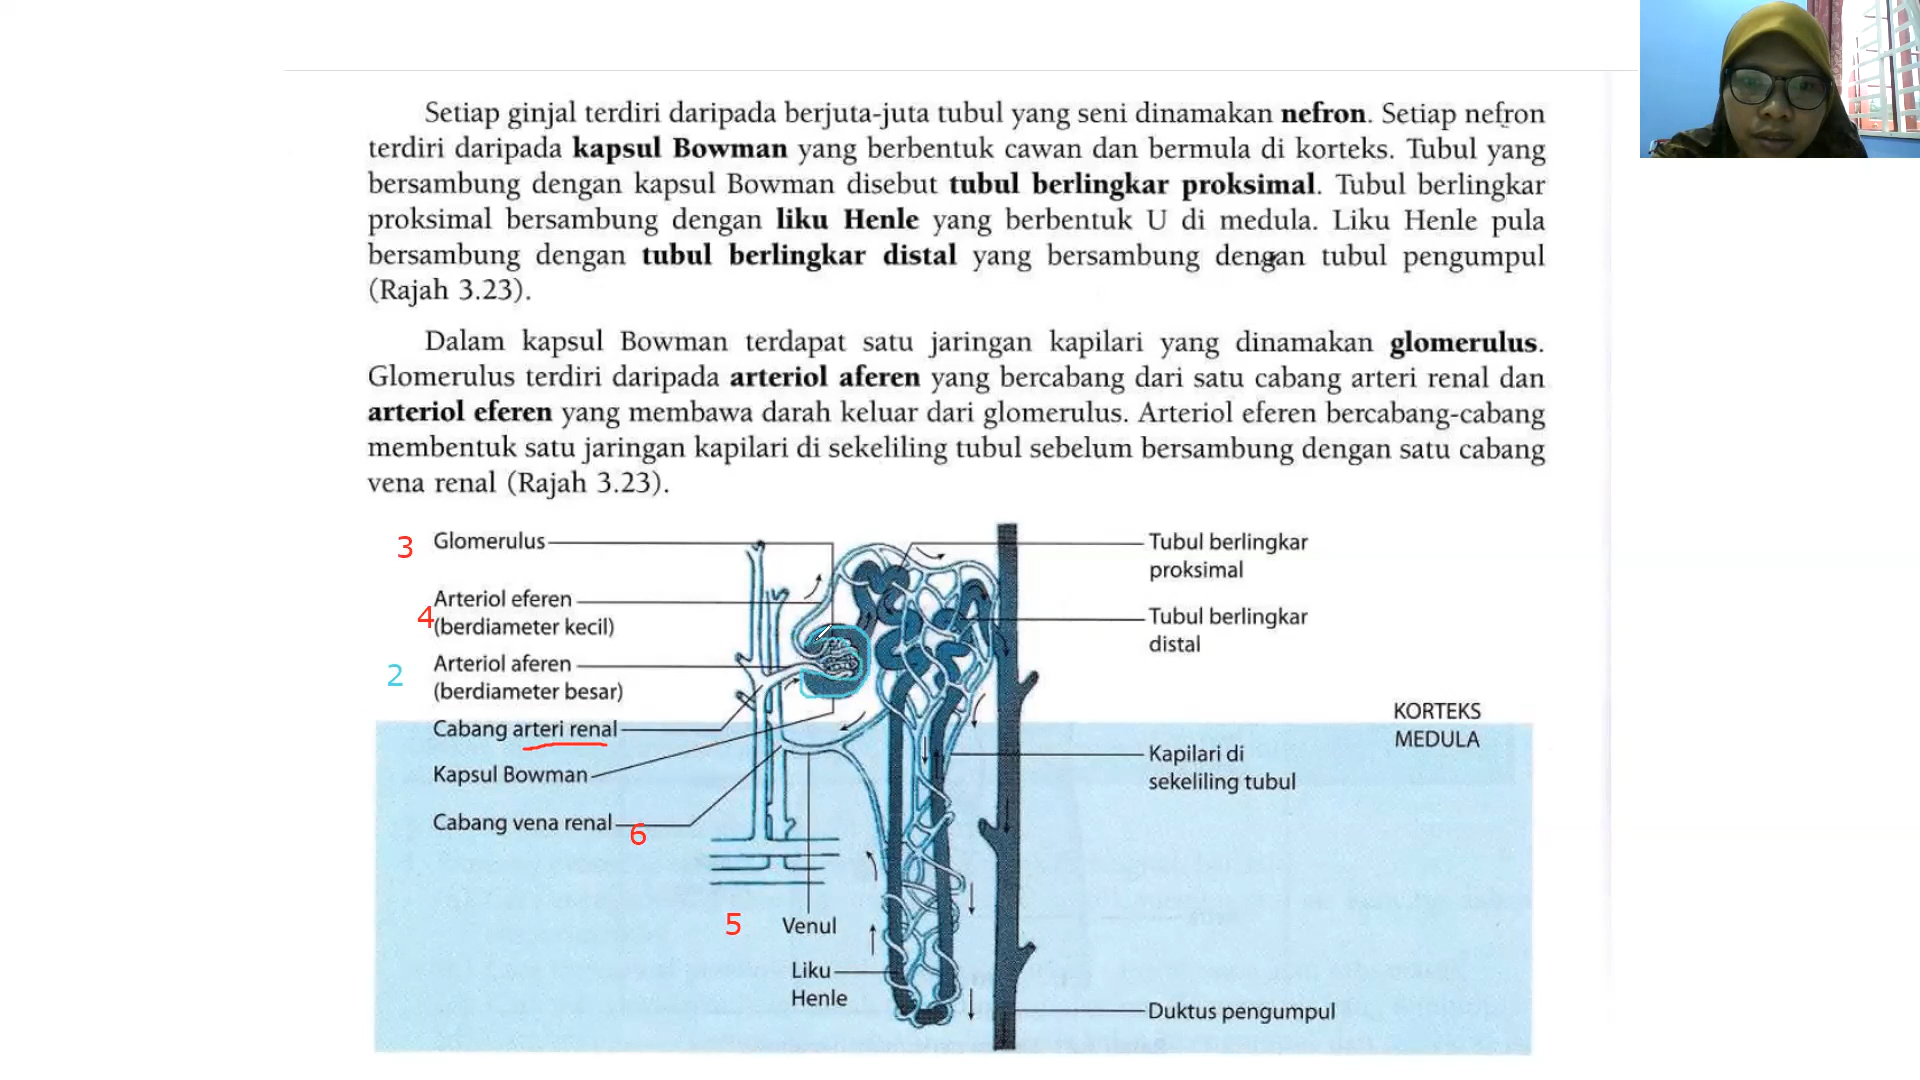 Setiap ginjal terdiri daripada berjuta-juta tubul yang seni dinamakan nefron. Setiap nefron
terdiri daripada kapsul Bowman yang berbentuk cawan dan bermula di korteks. Tubul yang
bersambung dengan kapsul Bowman disebut tubul berlingkar proksimal. Tubul berlingkar
proksimal bersambung dengan liku Henle yang berbentuk U di medula. Liku Henle pula
bersambung dengan tubul berlingkar distal yang bersambung dengan tubul pengumpul
(Rajah 3.23).
Dalam kapsul Bowman terdapat satu jaringan kapilari yang dinamakan glomerulus.
Glomerulus terdiri daripada arteriol aferen yang bercabang dari satu cabang arteri renal dan
arteriol eferen yang membawa darah keluar dari glomerulus. Arteriol eferen bercabang-cabang
membentuk satu jaringan kapilari di sekeliling tubul sebelum bersambung dengan satu cabang
vena renal (Rajah 3.23).
3 Glomerulus
4 Arteriol eferen
(berdiameter kecil)
2 Arteriol aferen
(berdiameter besar)
Cabang arteri renal
Kapsul Bowman
Cabang vena renal 6
5 Venul
Liku
Henle
Tubul berlingkar
proksimal
Tubul berlingkar
distal
KORTEKS
MEDULA
Kapilari di
sekeliling tubul
Duktus pengumpul